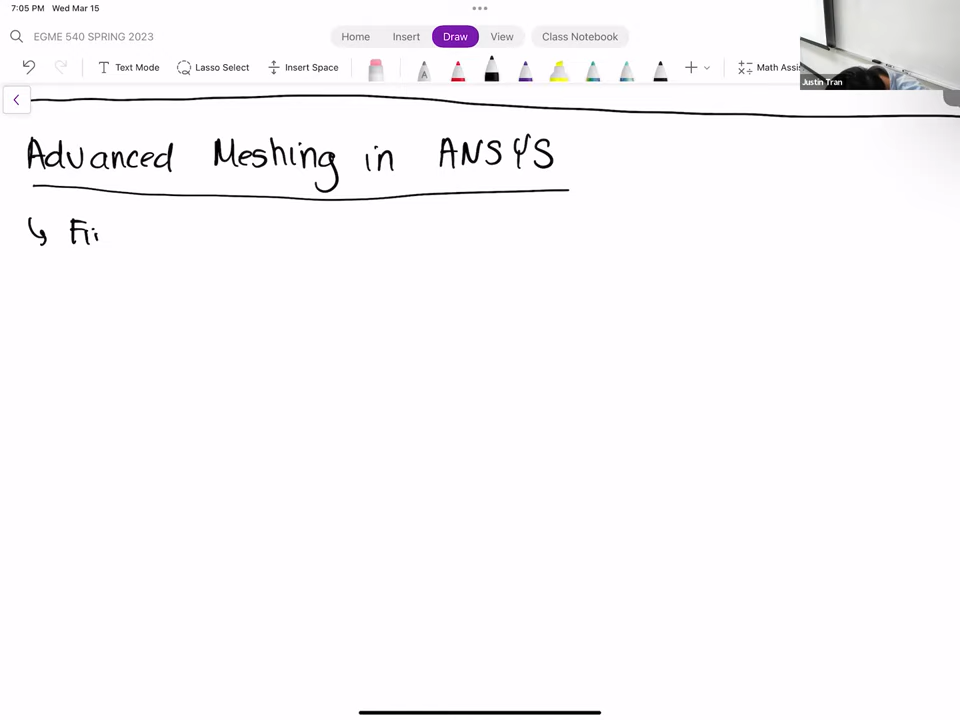 7:05 PM Wed Mar 15
EGME 540 SPRING 2023
Home Insert Draw View Class Notebook
Text Mode Lasso Select Insert Space Math
Justin Tran
Advanced Meshing in ANSYS